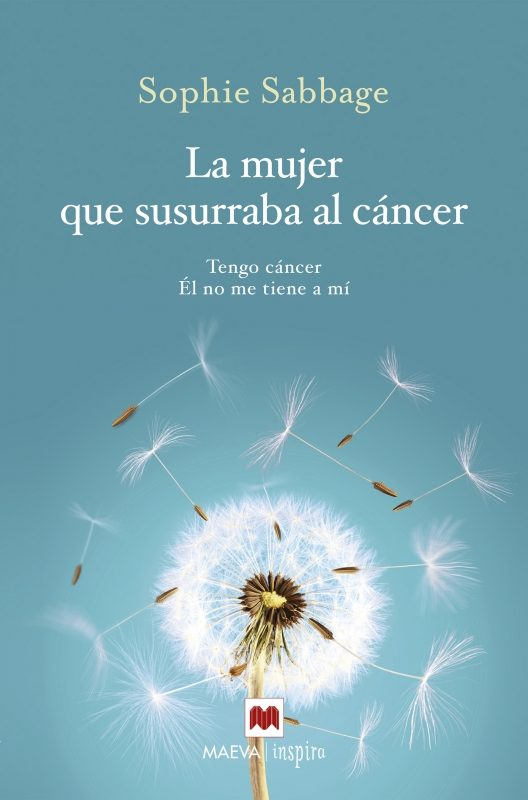 Sophie Sabbage
La mujer
que susurraba al cáncer
Tengo cáncer
Él no me tiene a mí
MAEVA | inspira